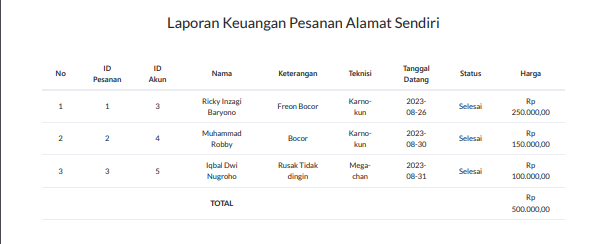 Laporan Keuangan Pesanan Alamat Sendiri
No ID Pesanan ID Akun Nama Keterangan Teknisi Tanggal Datang Status Harga
1 1 3 Ricky Inzagi Baryono Freon Bocor Karno-kun 2023-08-26 Selesai Rp 250.000,00
2 2 4 Muhammad Robby Bocor Karno-kun 2023-08-30 Selesai Rp 150.000,00
3 3 5 Iqbal Dwi Nugroho Rusak Tidak dingin Mega-chan 2023-08-31 Selesai Rp 100.000,00
TOTAL Rp 500.000,00